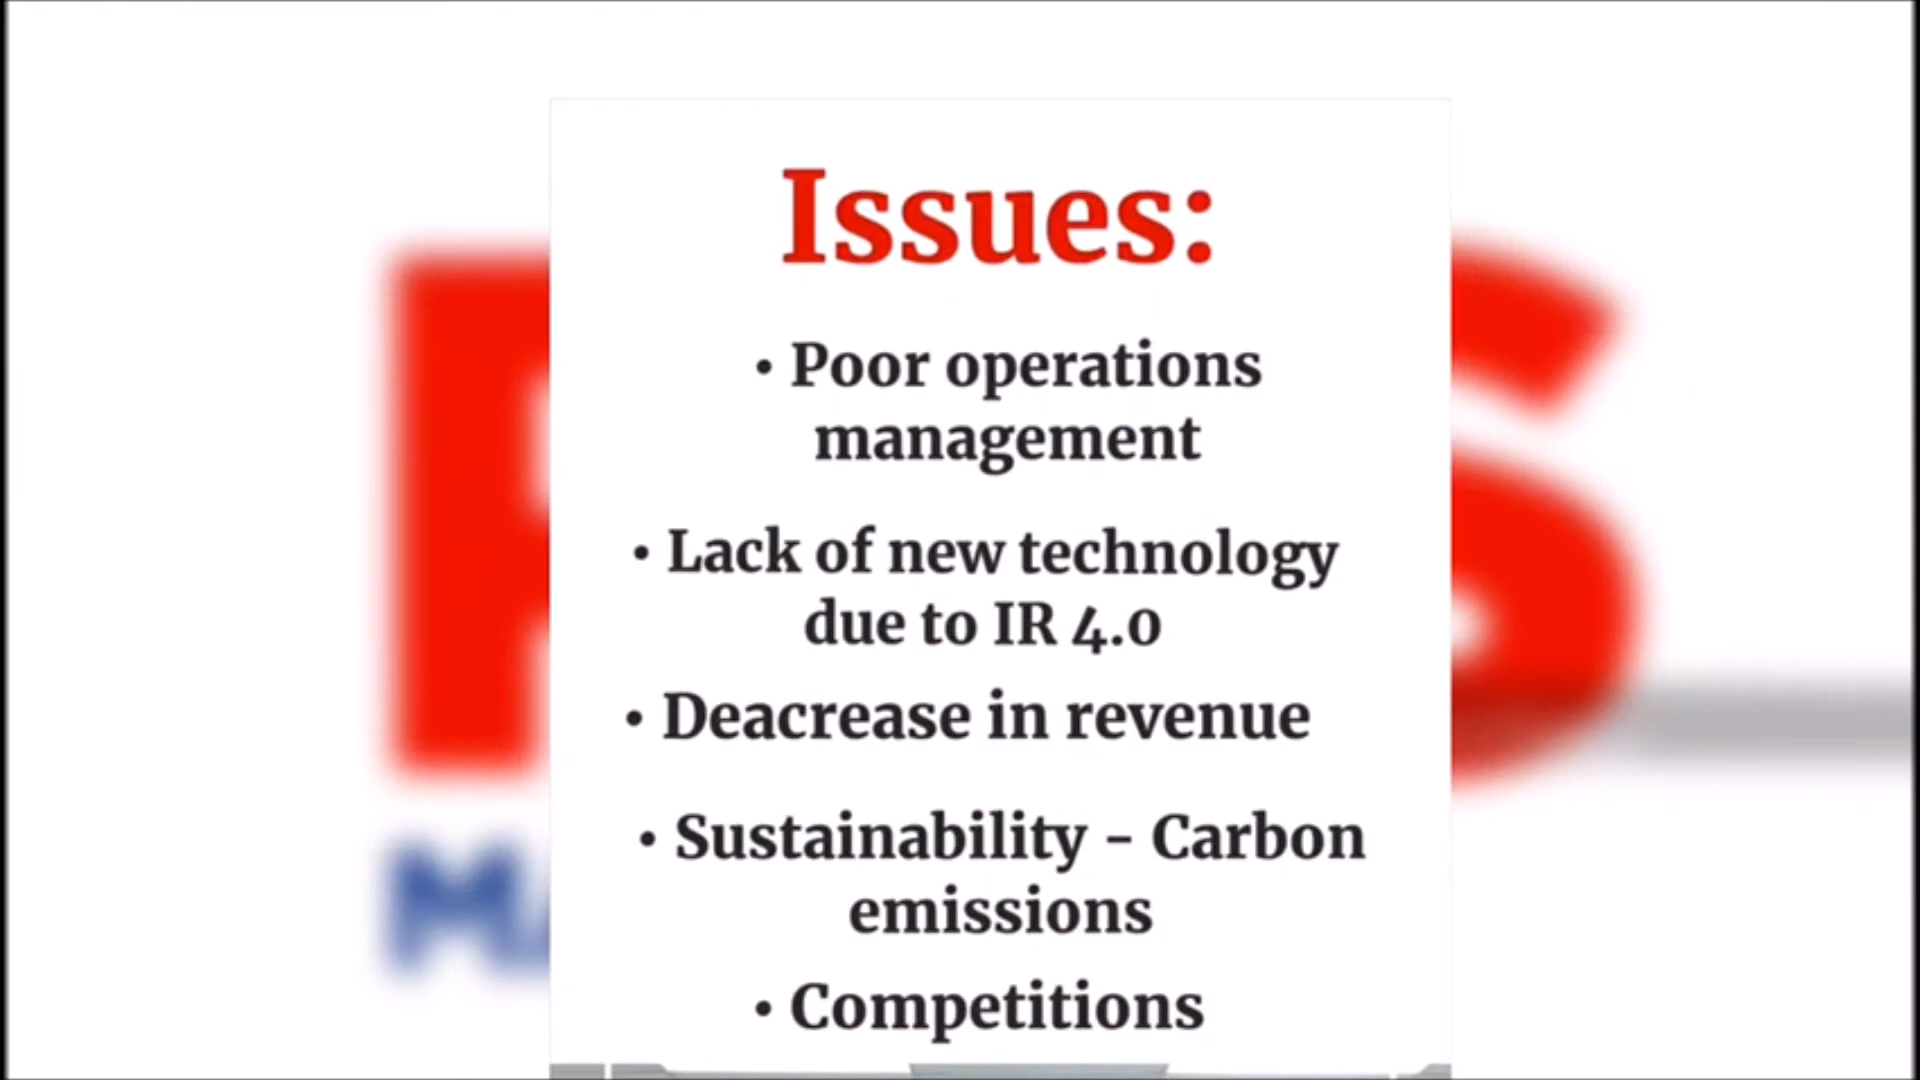 Issues:
• Poor operations
management
• Lack of new technology
due to IR 4.0
• Deacrease in revenue
• Sustainability - Carbon
emissions
• Competitions